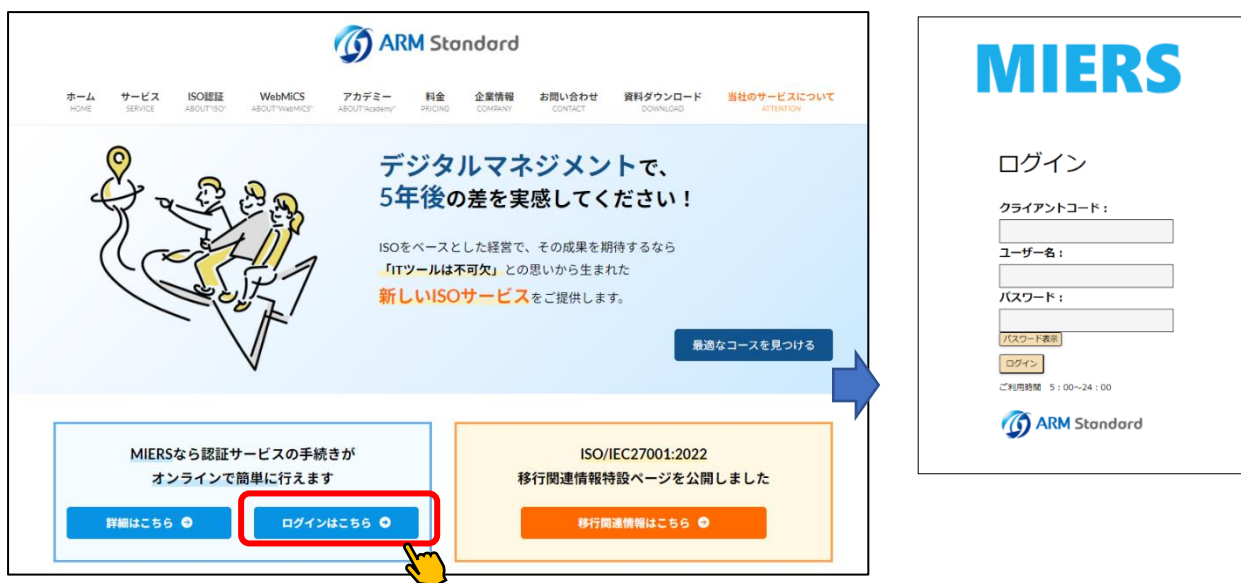 ARM Standard
ホーム サービス ISO認証 WebMiCS アカデミー 料金 企業情報 お問い合わせ 資料ダウンロード 当社のサービスについて
HOME SERVICE ABOUT"ISO" ABOUT"WebMiCS" ABOUT"Academy" PRICING COMPANY CONTACT DOWNLOAD ATTENTION
デジタルマネジメントで、
5年後の差を実感してください！
ISOをベースとした経営で、その成果を期待するなら
「ITツールは不可欠」との思いから生まれた
新しいISOサービスをご提供します。
最適なコースを見つける
MIERSなら認証サービスの手続きが
オンラインで簡単に行えます
詳細はこちら
ログインはこちら
ISO/IEC27001:2022
移行関連情報特設ページを公開しました
移行関連情報はこちら
MIERS
ログイン
クライアントコード：
ユーザー名：
パスワード：
パスワード表示
ログイン
ご利用時間 5：00～24：00
ARM Standard